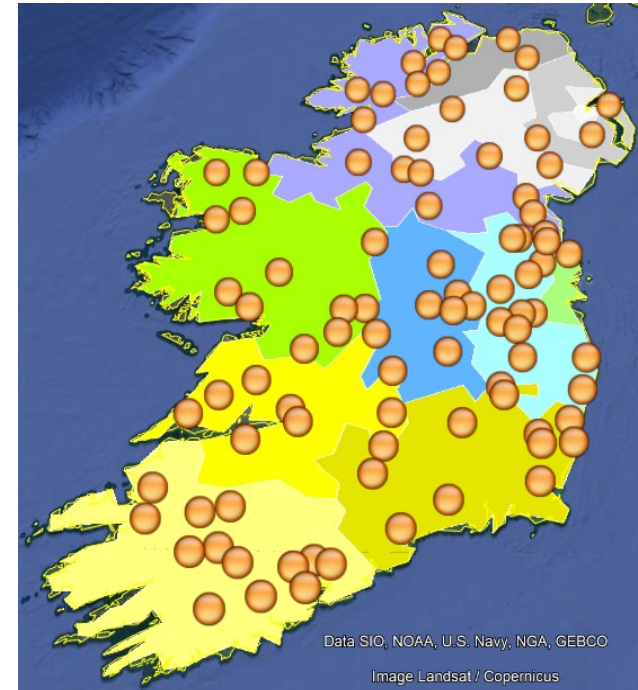 Data SIO, NOAA, U.S. Navy, NGA, GEBCO
Image Landsat / Copernicus